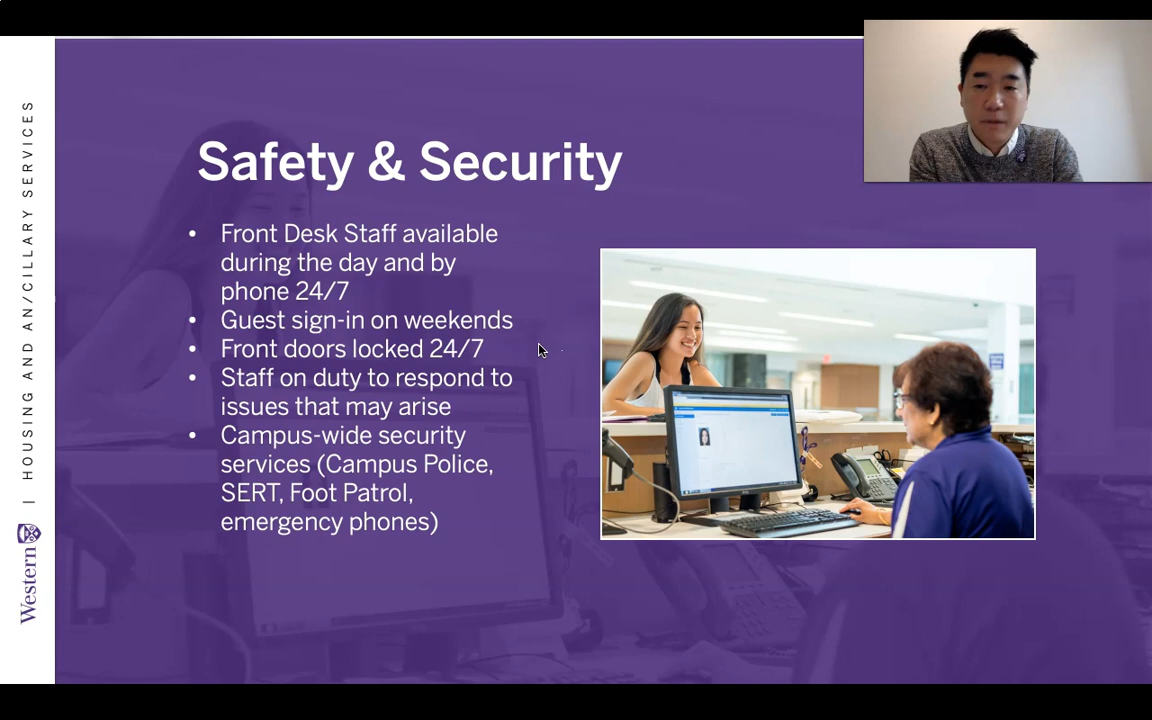 Safety & Security
• Front Desk Staff available
during the day and by
phone 24/7
• Guest sign-in on weekends
• Front doors locked 24/7
• Staff on duty to respond to
issues that may arise
• Campus-wide security
services (Campus Police,
SERT, Foot Patrol,
emergency phones)
Western | HOUSING AND AN/CILLARY SERVICES